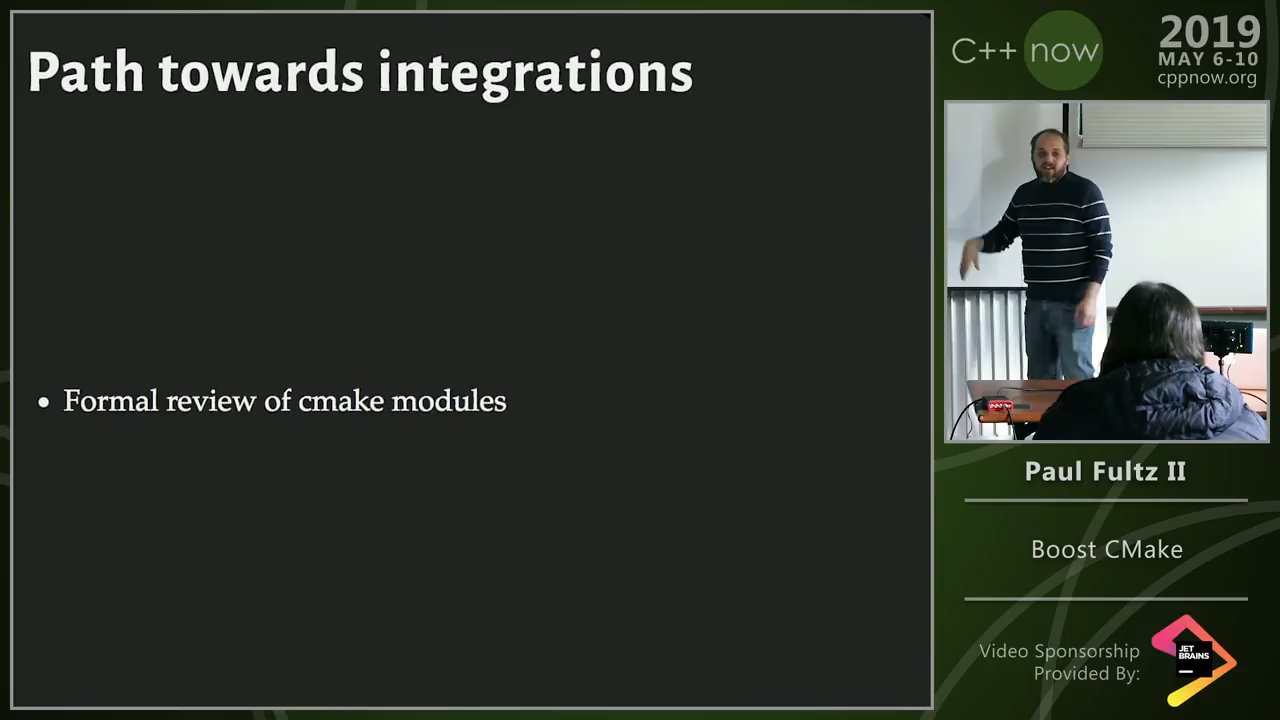 Path towards integrations
• Formal review of cmake modules
C++ now
2019
MAY 6-10
cppnow.org
Paul Fultz II
Boost CMake
Video Sponsorship
Provided By:
JET
BRAINS